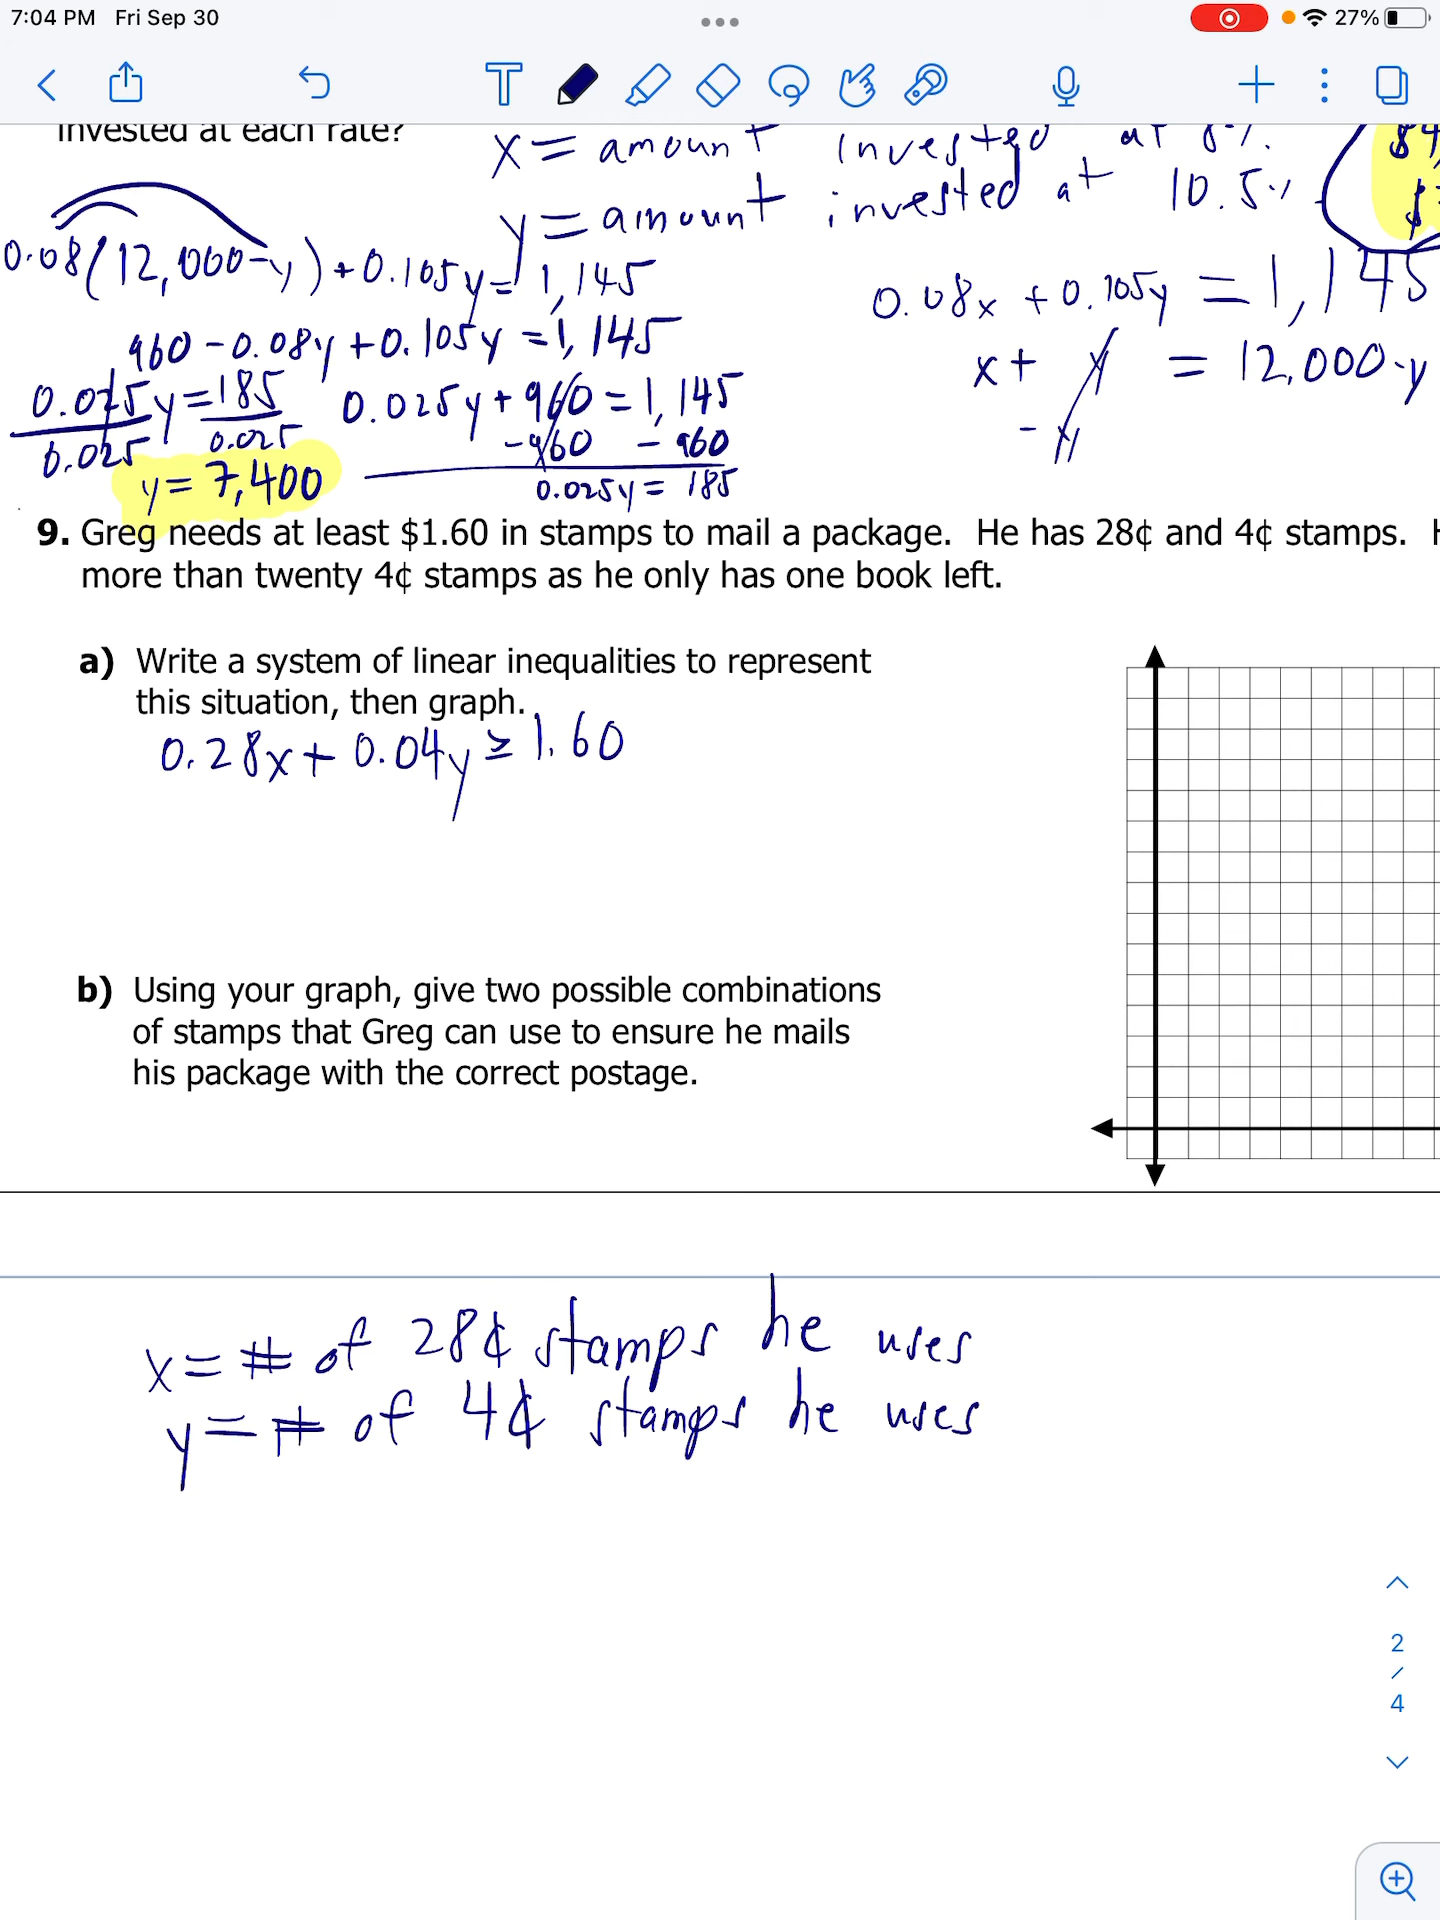 7:04 PM Fri Sep 30
27%
T
invested at each rate?
x = amount invested at 8%.
y = amount invested at 10.5%
0.08(12,000-y)+0.105y=1,145
0.08x + 0.105y = 1,145
960-0.08y+0.105y=1,145
x + y = 12,000-y
-y
0.025y=185 0.025y+960=1,145
0.025 0.025 -960 -960
y=7,400 0.025y=185
9. Greg needs at least $1.60 in stamps to mail a package. He has 28¢ and 4¢ stamps.
more than twenty 4¢ stamps as he only has one book left.
a) Write a system of linear inequalities to represent
this situation, then graph.
0.28x+0.04y≥1.60
b) Using your graph, give two possible combinations
of stamps that Greg can use to ensure he mails
his package with the correct postage.
x=# of 28¢ stamps he uses
y=# of 4¢ stamps he uses
2
/
4